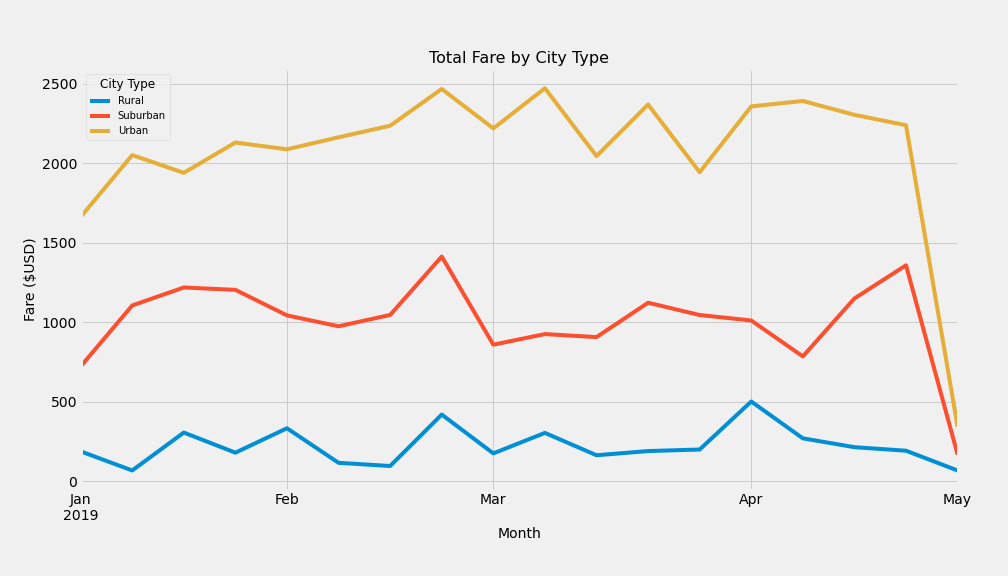 Total Fare by City Type
City Type
Rural
Suburban
Urban
Fare ($USD)
2500
2000
1500
1000
500
0
Jan
2019
Feb
Mar
Apr
May
Month